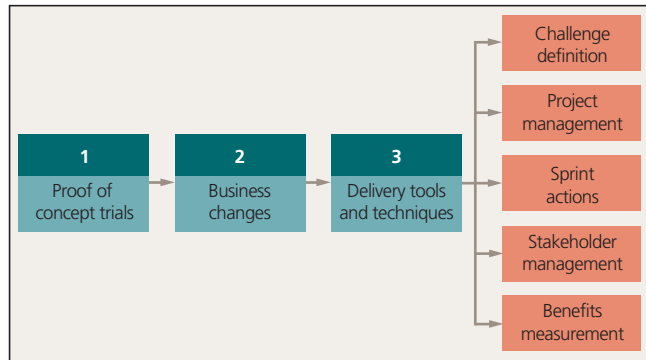 1
Proof of
concept trials
2
Business
changes
3
Delivery tools
and techniques
Challenge
definition
Project
management
Sprint
actions
Stakeholder
management
Benefits
measurement